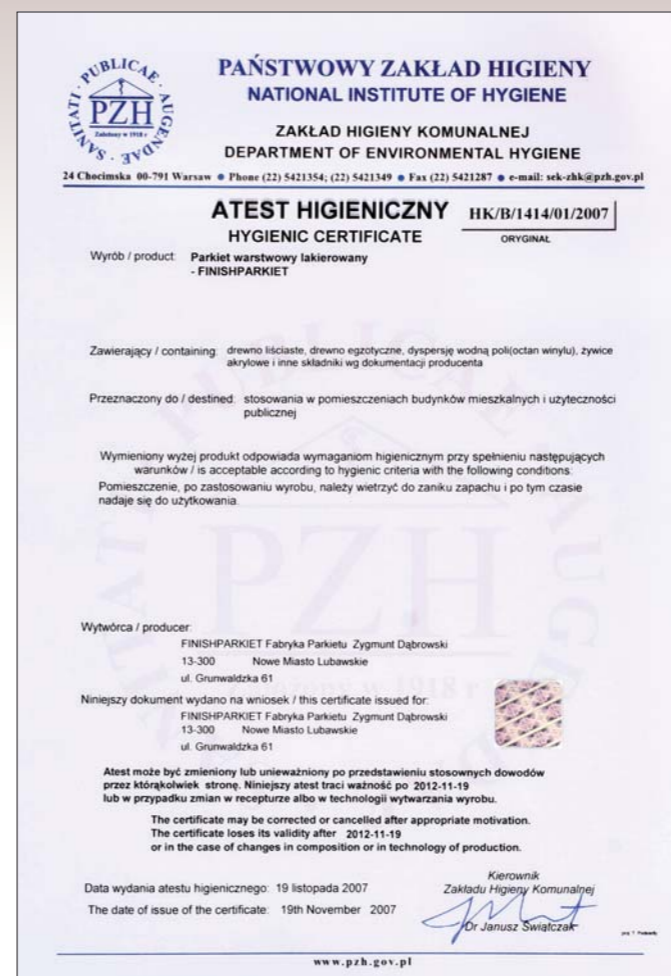 SANITATI · PUBLICAE · AUGENDAE
PZH
Założony w 1918 r
PAŃSTWOWY ZAKŁAD HIGIENY
NATIONAL INSTITUTE OF HYGIENE
ZAKŁAD HIGIENY KOMUNALNEJ
DEPARTMENT OF ENVIRONMENTAL HYGIENE
24 Chocimska 00-791 Warsaw ● Phone (22) 5421354; (22) 5421349 ● Fax (22) 5421287 ● e-mail: sek-zhk@pzh.gov.pl
ATEST HIGIENICZNY HK/B/1414/01/2007
HYGIENIC CERTIFICATE ORYGINAŁ
Wyrób / product: Parkiet warstwowy lakierowany
- FINISHPARKIET
Zawierający / containing: drewno liściaste, drewno egzotyczne, dyspersję wodną poli(octan winylu), żywice
akrylowe i inne składniki wg dokumentacji producenta
Przeznaczony do / destined: stosowania w pomieszczeniach budynków mieszkalnych i użyteczności
publicznej
Wymieniony wyżej produkt odpowiada wymaganiom higienicznym przy spełnieniu następujących
warunków / is acceptable according to hygienic criteria with the following conditions:
Pomieszczenie, po zastosowaniu wyrobu, należy wietrzyć do zaniku zapachu i po tym czasie
nadaje się do użytkowania.
Wytwórca / producer:
FINISHPARKIET Fabryka Parkietu Zygmunt Dąbrowski
13-300 Nowe Miasto Lubawskie
ul. Grunwaldzka 61
Niniejszy dokument wydano na wniosek / this certificate issued for:
FINISHPARKIET Fabryka Parkietu Zygmunt Dąbrowski
13-300 Nowe Miasto Lubawskie
ul. Grunwaldzka 61
Atest może być zmieniony lub unieważniony po przedstawieniu stosownych dowodów
przez którąkolwiek stronę. Niniejszy atest traci ważność po 2012-11-19
lub w przypadku zmian w recepturze albo w technologii wytwarzania wyrobu.
The certificate may be corrected or cancelled after appropriate motivation.
The certificate loses its validity after 2012-11-19
or in the case of changes in composition or in technology of production.
Kierownik
Data wydania atestu higienicznego: 19 listopada 2007 Zakładu Higieny Komunalnej
The date of issue of the certificate: 19th November 2007
Dr Janusz Świątczak
www.pzh.gov.pl